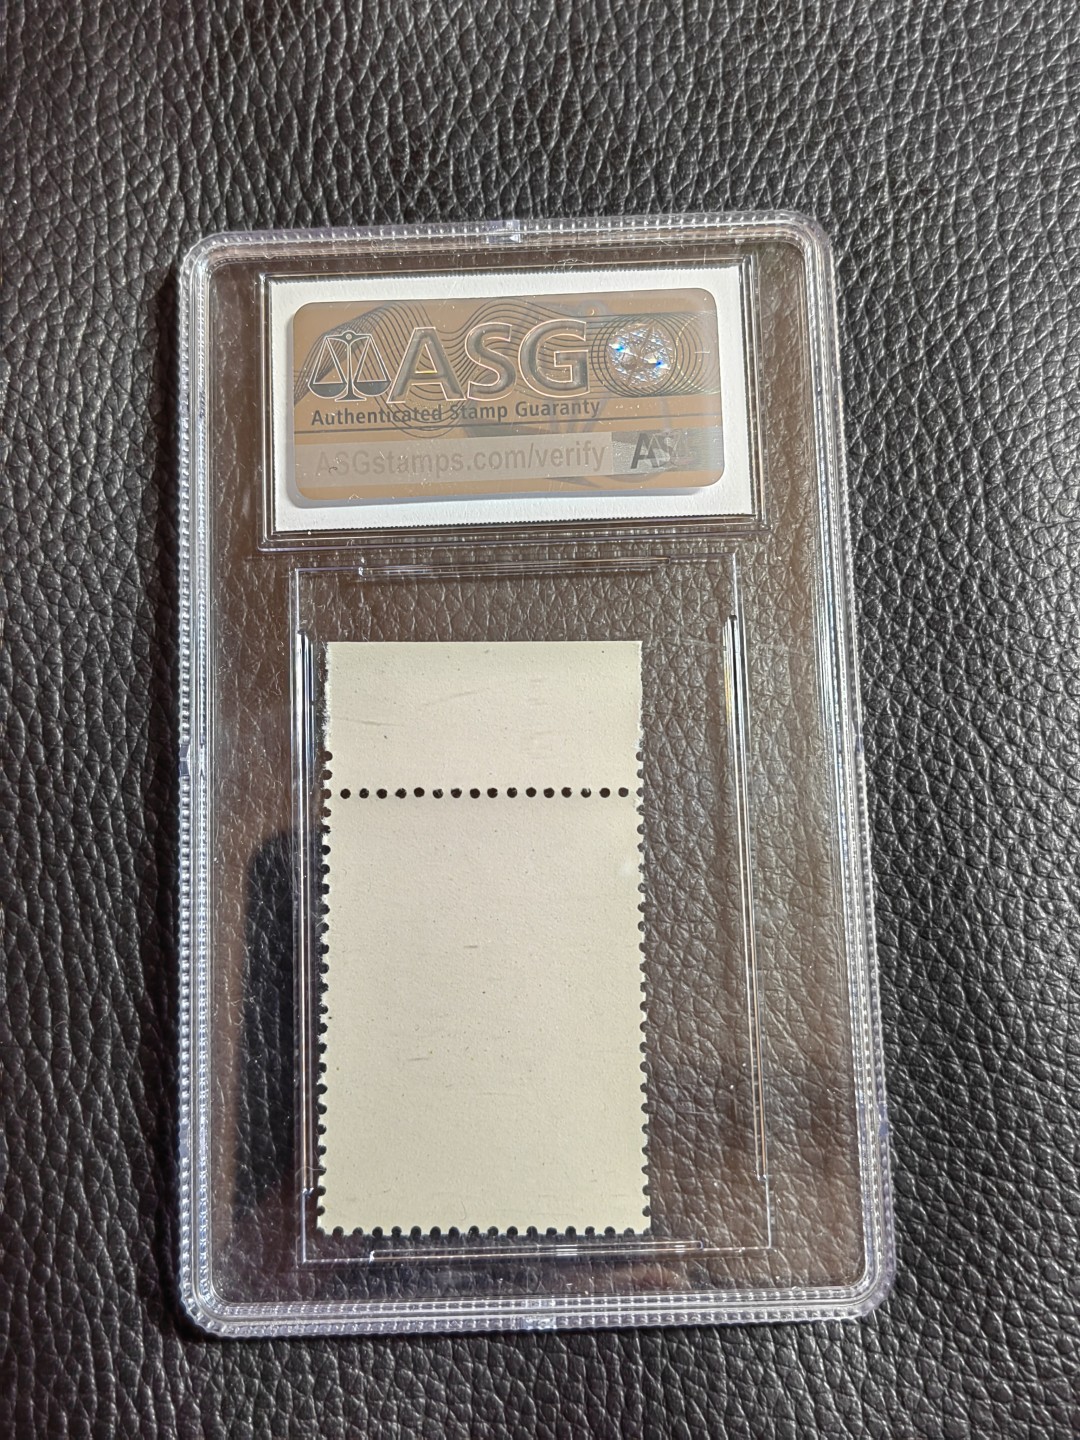 ASG
Authenticated Stamp Guaranty
ASGstamps.com/verify